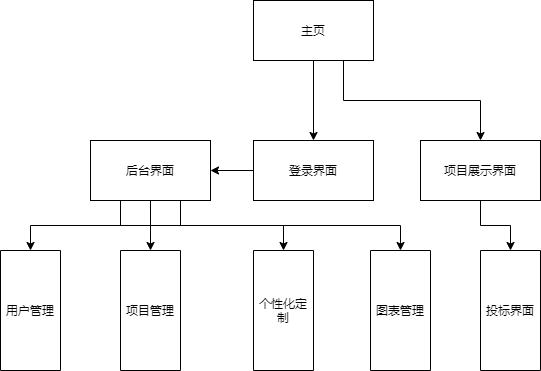 主页
后台界面
登录界面
项目展示界面
用户管理
项目管理
个性化定
制
图表管理
投标界面